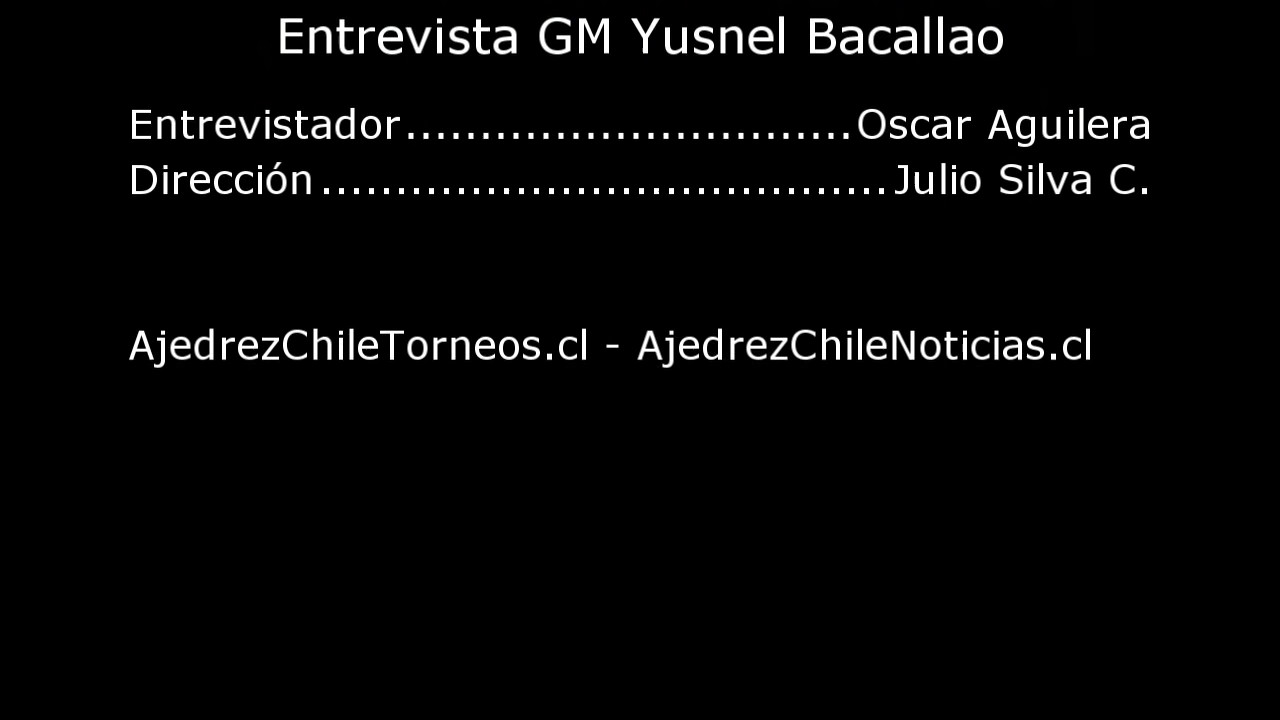 Entrevista GM Yusnel Bacallao
Entrevistador..............................Oscar Aguilera
Dirección......................................Julio Silva C.
AjedrezChileTorneos.cl - AjedrezChileNoticias.cl